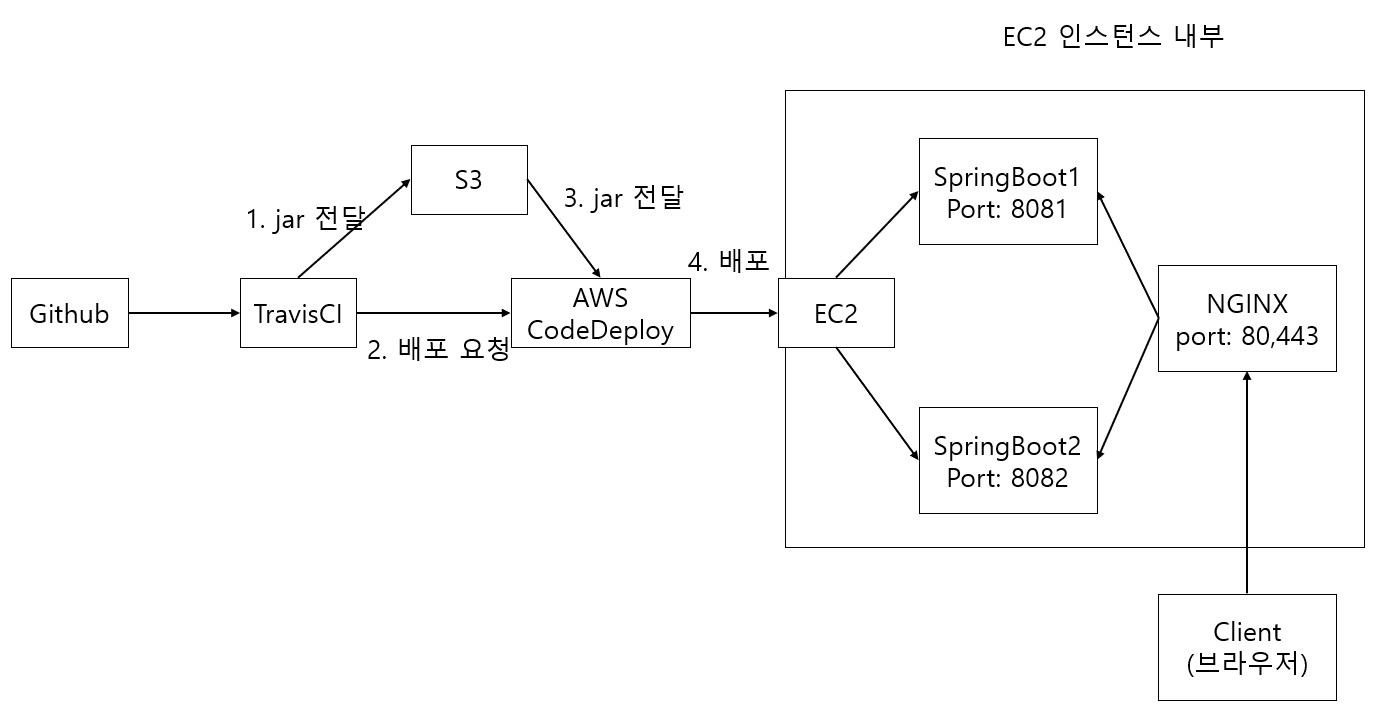 EC2 인스턴스 내부
S3
1. jar 전달
3. jar 전달
Github
TravisCI
2. 배포 요청
AWS
CodeDeploy
4. 배포
EC2
SpringBoot1
Port: 8081
SpringBoot2
Port: 8082
NGINX
port: 80,443
Client
(브라우저)